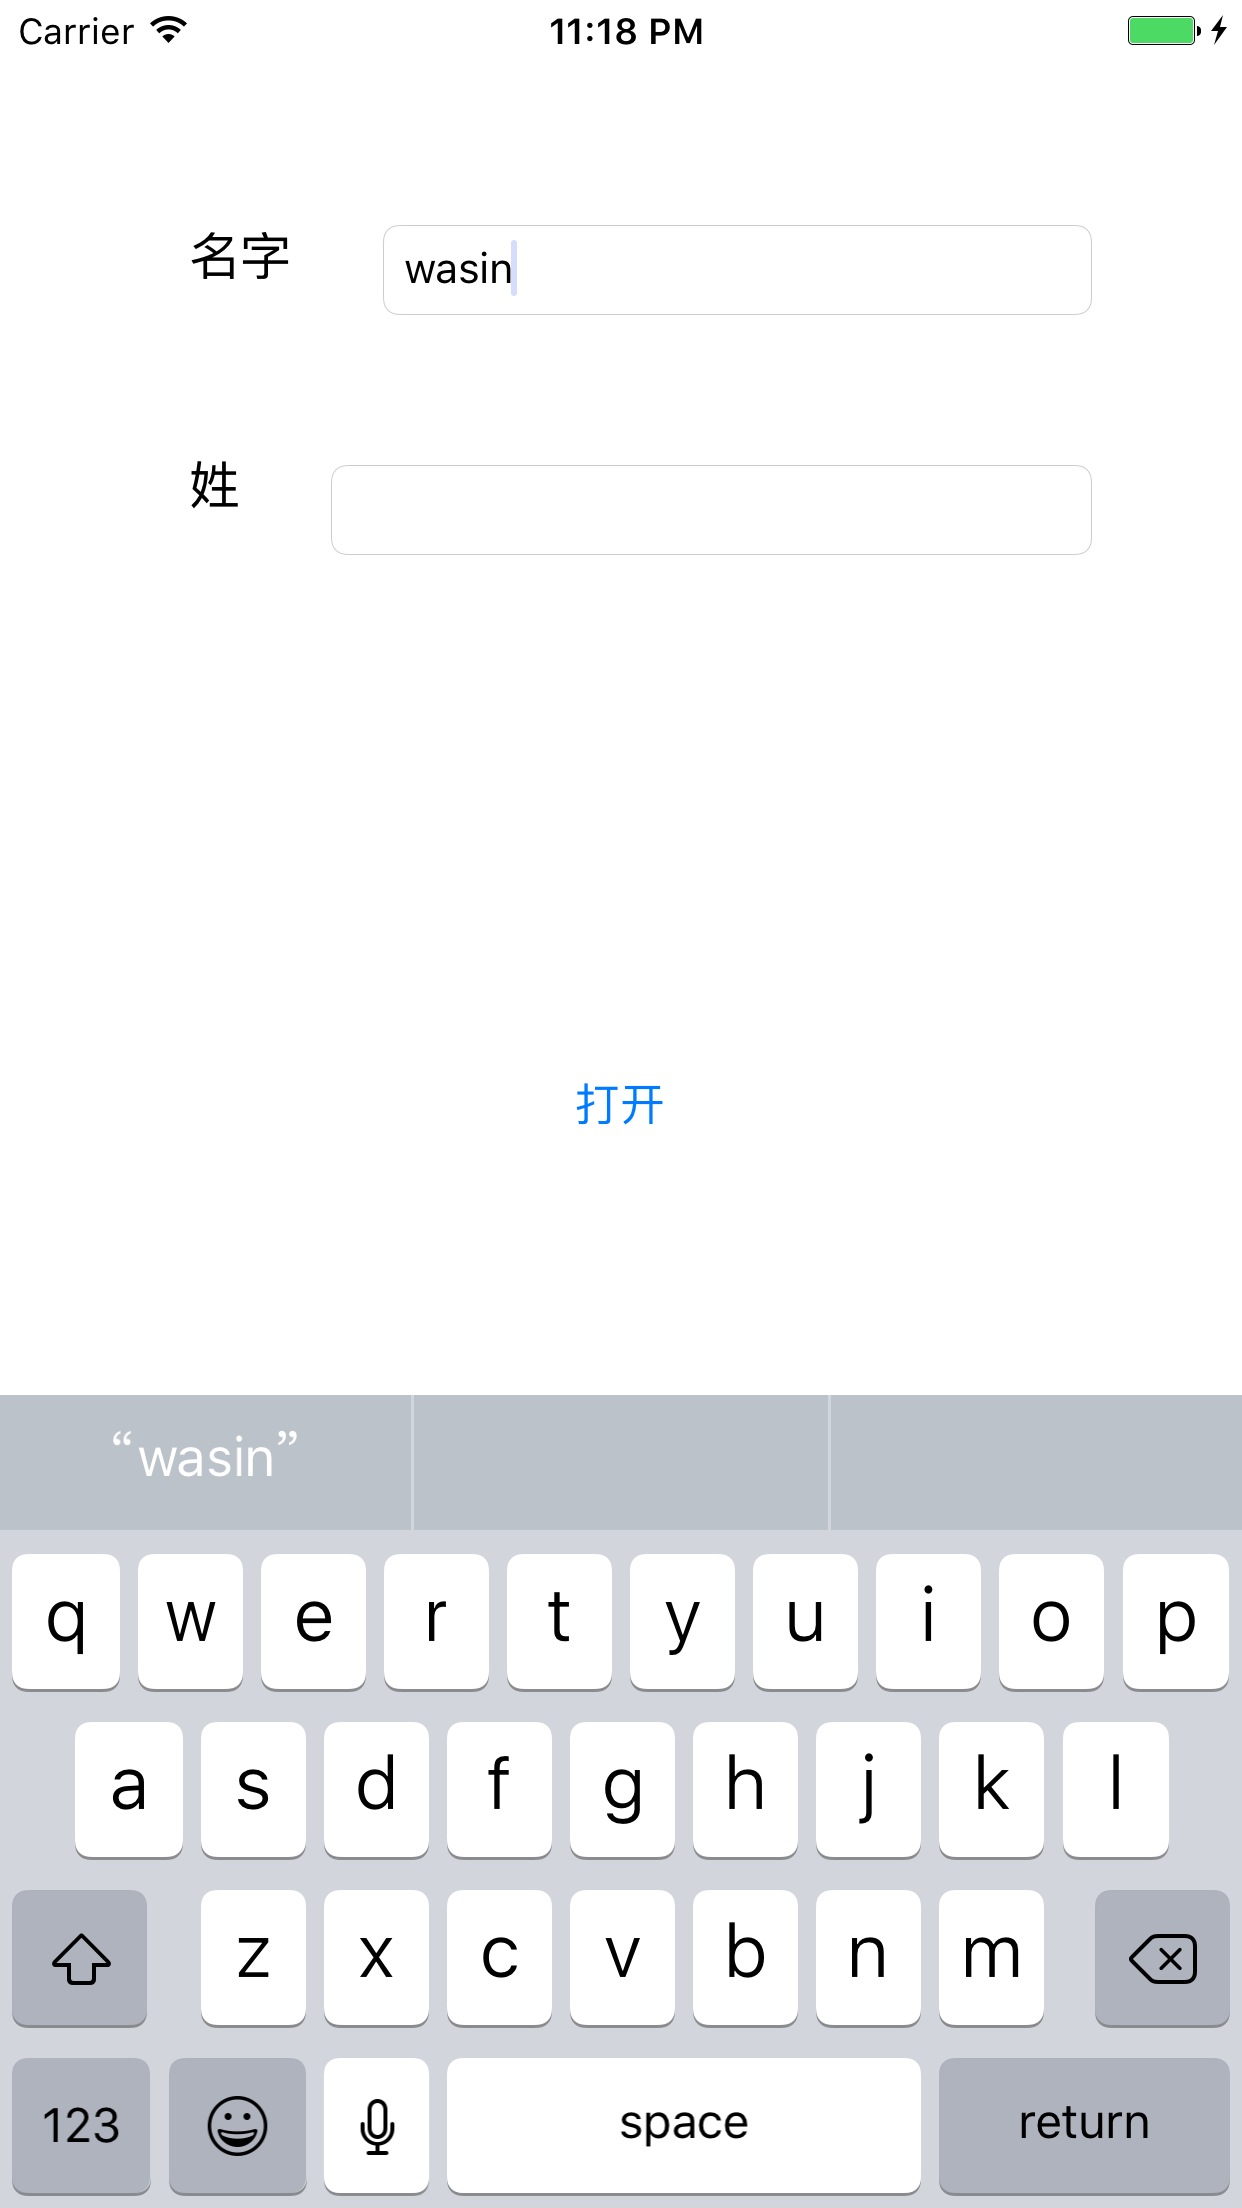 Carrier 11:18 PM
名字 wasin
姓
打开
“wasin”
q w e r t y u i o p
a s d f g h j k l
z x c v b n m
123 space return